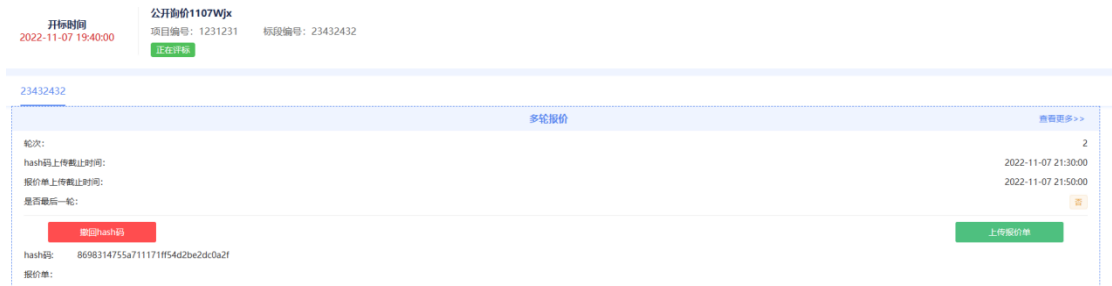 开标时间
2022-11-07 19:40:00
公开询价1107Wjx
项目编号：1231231 标段编号：23432432
正在评标
23432432
多轮报价 查看更多>>
轮次： 2
hash码上传截止时间： 2022-11-07 21:30:00
报价单上传截止时间： 2022-11-07 21:50:00
是否最后一轮： 否
撤回hash码 上传报价单
hash码: 8698314755a711171ff54d2be2dc0a2f
报价单：